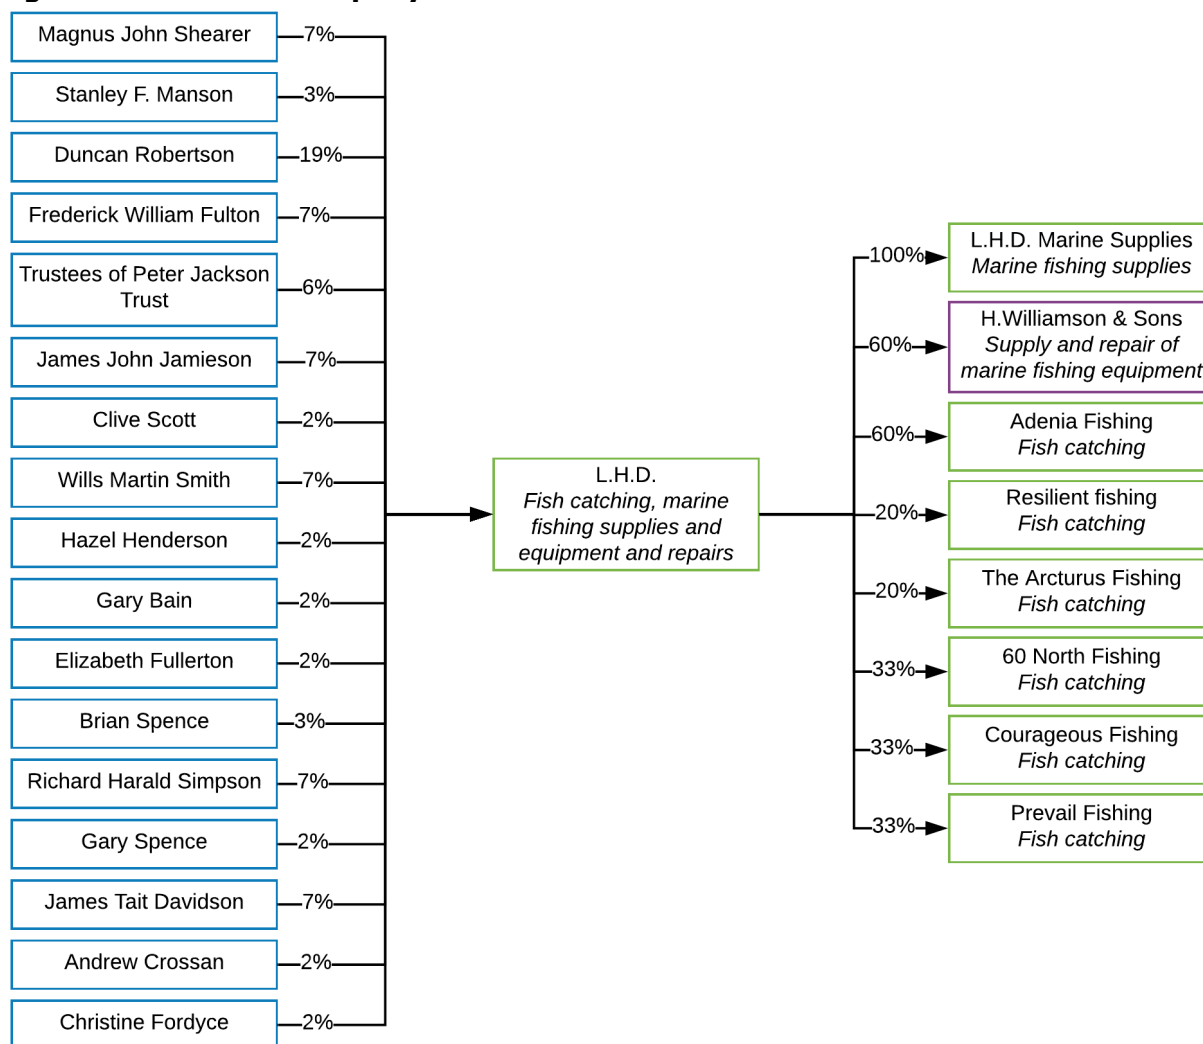 Magnus John Shearer
7%
Stanley F. Manson
3%
Duncan Robertson
19%
Frederick William Fulton
7%
Trustees of Peter Jackson
Trust
6%
James John Jamieson
7%
Clive Scott
2%
Wills Martin Smith
7%
Hazel Henderson
2%
Gary Bain
2%
Elizabeth Fullerton
2%
Brian Spence
3%
Richard Harald Simpson
7%
Gary Spence
2%
James Tait Davidson
7%
Andrew Crossan
2%
Christine Fordyce
2%
L.H.D.
Fish catching, marine
fishing supplies and
equipment and repairs
100%
L.H.D. Marine Supplies
Marine fishing supplies
60%
H.Williamson & Sons
Supply and repair of
marine fishing equipment
60%
Adenia Fishing
Fish catching
20%
Resilient fishing
Fish catching
20%
The Arcturus Fishing
Fish catching
33%
60 North Fishing
Fish catching
33%
Courageous Fishing
Fish catching
33%
Prevail Fishing
Fish catching